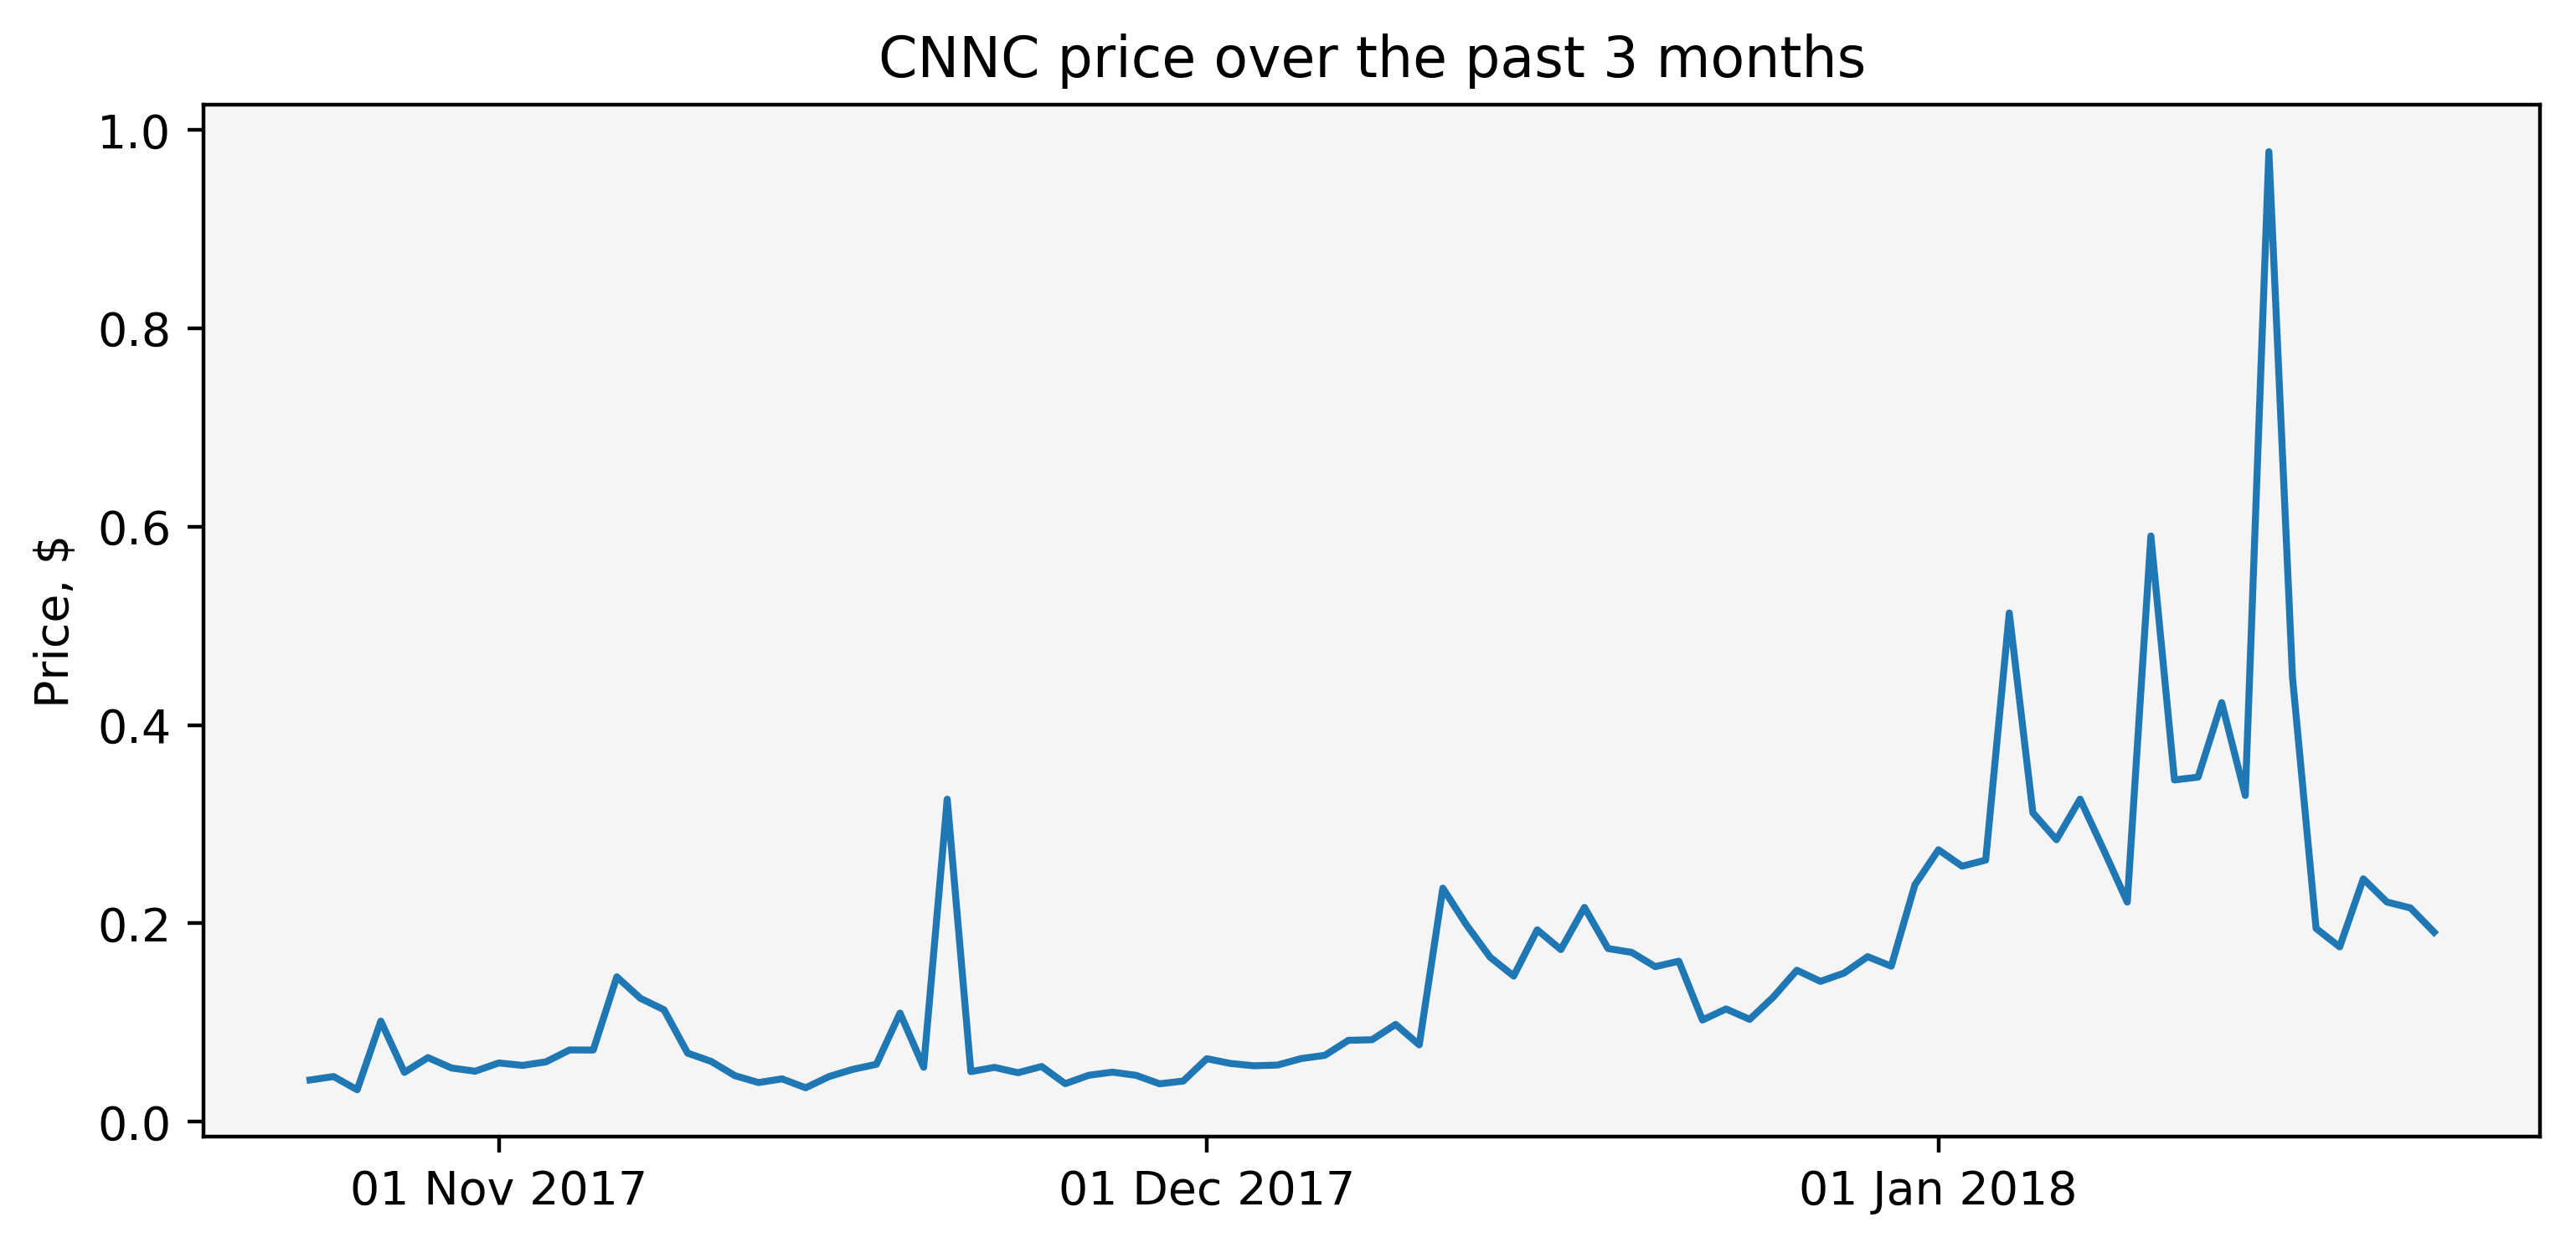 CNNC price over the past 3 months
1.0
0.8
0.6
0.4
0.2
0.0
Price, $
01 Nov 2017
01 Dec 2017
01 Jan 2018